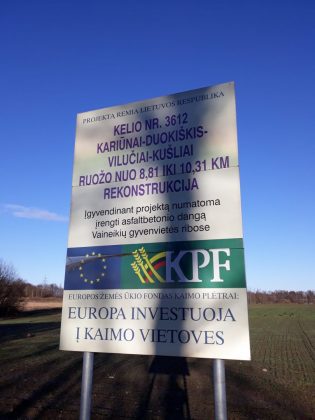 PROJEKTĄ REMIA LIETUVOS RESPUBLIKA
KELIO NR. 3612
KARIŪNAI-DUOKIŠKIS-
VILUČIAI-KUŠLIAI
RUOŽO NUO 8,81 IKI 10,31 KM
REKONSTRUKCIJA
Įgyvendinant projektą numatoma
įrengti asfaltbetonio dangą
Vaineikių gyvenvietės ribose
KPF
EUROPOS ŽEMĖS ŪKIO FONDAS KAIMO PLĖTRAI:
EUROPA INVESTUOJA
Į KAIMO VIETOVES